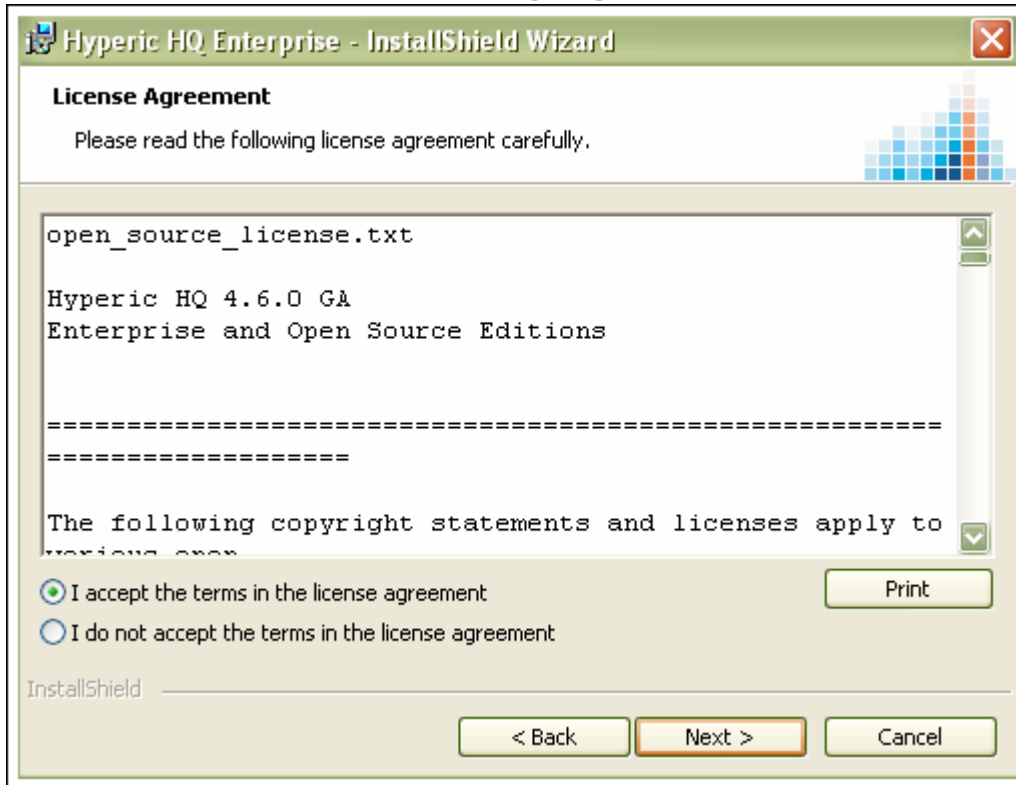 Hyperic HQ Enterprise - InstallShield Wizard
License Agreement
Please read the following license agreement carefully.
open_source_license.txt
Hyperic HQ 4.6.0 GA
Enterprise and Open Source Editions
========================================================
===================
The following copyright statements and licenses apply to
various open
I accept the terms in the license agreement
Print
I do not accept the terms in the license agreement
InstallShield
< Back
Next >
Cancel